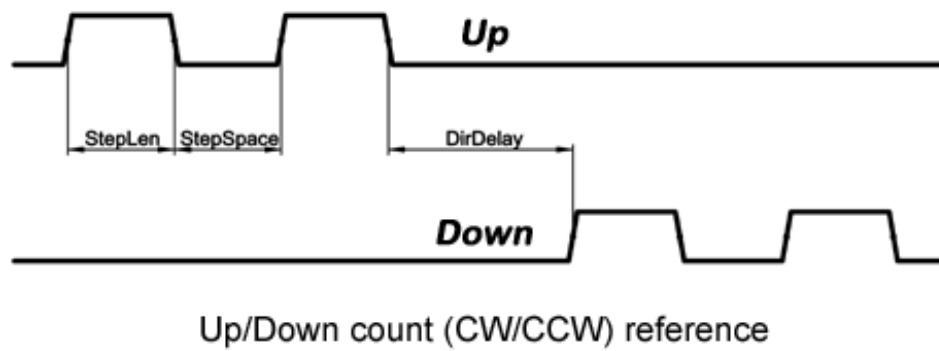 Up
StepLen StepSpace DirDelay
Down
Up/Down count (CW/CCW) reference